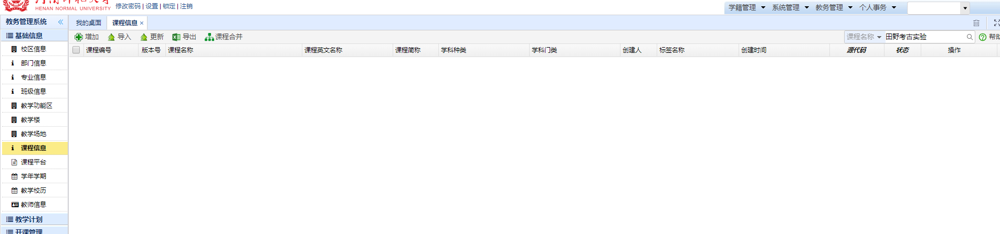 HENAN NORMAL UNIVERSITY
修改密码 | 设置 | 锁定 | 注销
学籍管理 系统管理 教务管理 个人事务
教务管理系统
我的桌面 课程信息
基础信息
增加 导入 更新 导出 课程合并
课程名称 田野考古实验 帮助
课程编号 版本号 课程名称 课程英文名称 课程简称 学科种类 学科门类 创建人 标签名称 创建时间 源代码 状态 操作
校区信息
部门信息
专业信息
班级信息
教学功能区
教学楼
教学场地
课程信息
课程平台
学年学期
教学校历
教师信息
教学计划
开课管理